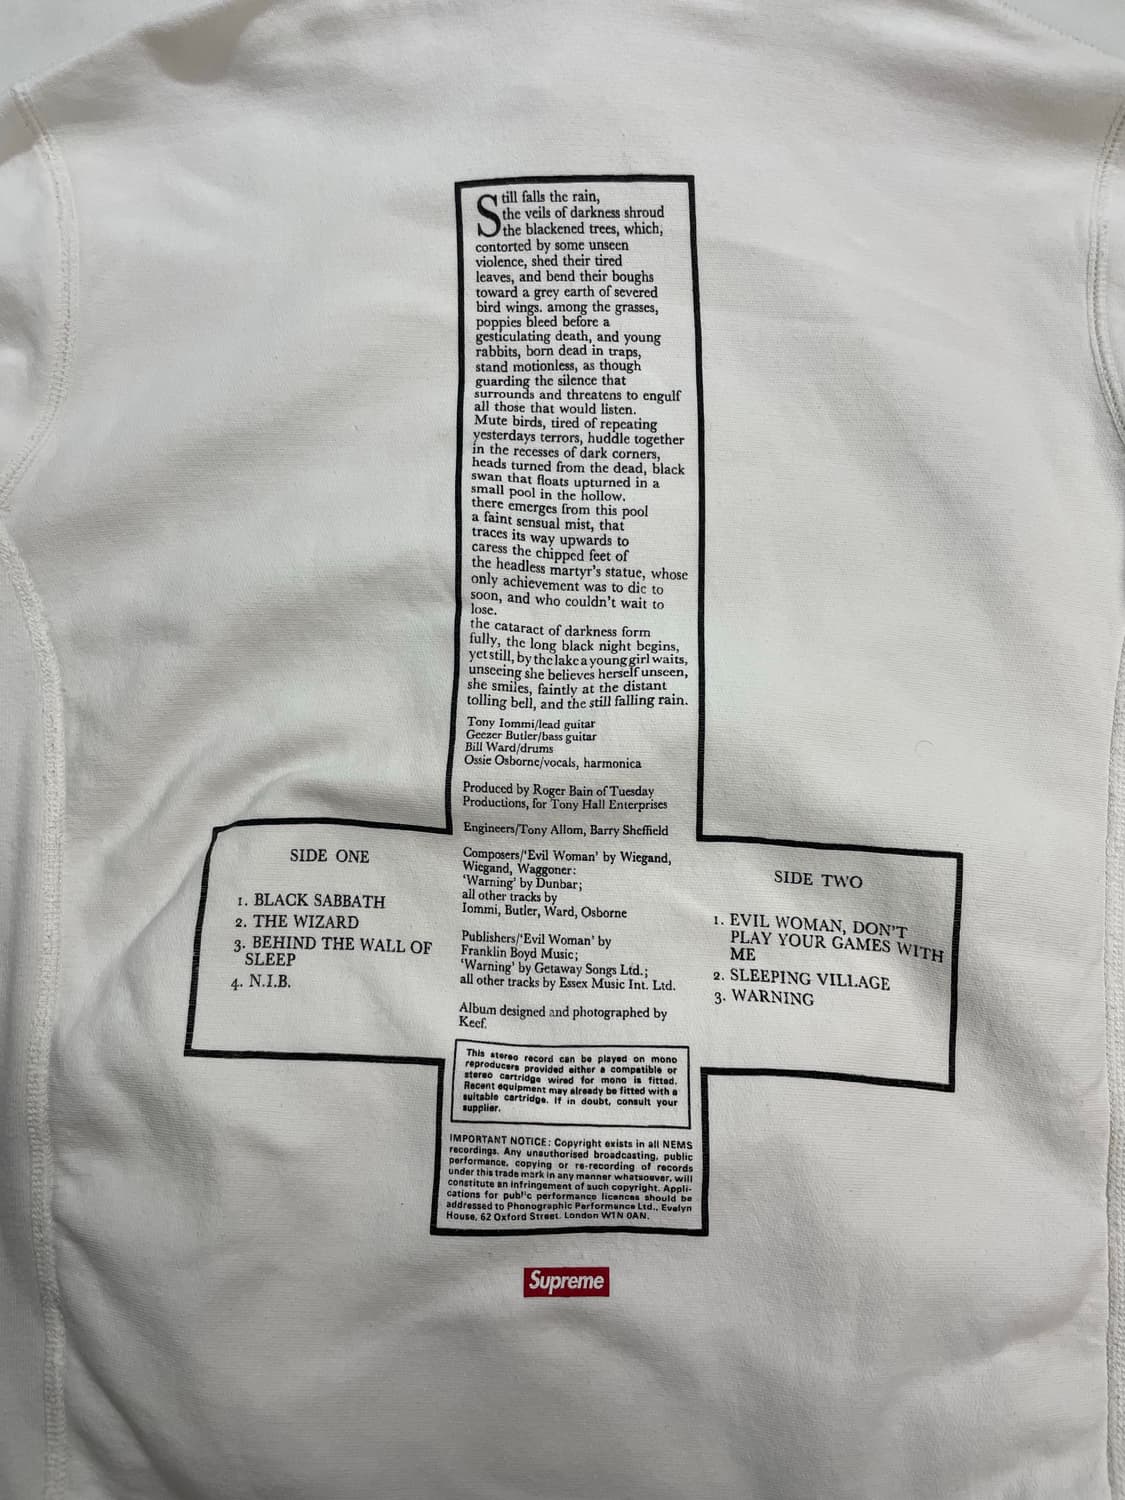 Still falls the rain,
the veils of darkness shroud
the blackened trees, which,
contorted by some unseen
violence, shed their tired
leaves, and bend their boughs
toward a grey earth of severed
bird wings. among the grasses,
poppies bleed before a
gesticulating death, and young
rabbits, born dead in traps,
stand motionless, as though
guarding the silence that
surrounds and threatens to engulf
all those that would listen.
Mute birds, tired of repeating
yesterdays terrors, huddle together
in the recesses of dark corners,
heads turned from the dead, black
swan that floats upturned in a
small pool in the hollow.
there emerges from this pool
a faint sensual mist, that
traces its way upwards to
caress the chipped feet of
the headless martyr's statue, whose
only achievement was to die to
soon, and who couldn't wait to
lose.
the cataract of darkness form
fully, the long black night begins,
yet still, by the lake a young girl waits,
unseeing she believes herself unseen,
she smiles, faintly at the distant
tolling bell, and the still falling rain.
Tony Iommi/lead guitar
Geezer Butler/bass guitar
Bill Ward/drums
Ossie Osborne/vocals, harmonica
Produced by Roger Bain of Tuesday
Productions, for Tony Hall Enterprises
Engineers/Tony Allom, Barry Sheffield
Composers/'Evil Woman' by Wiegand,
Wiegand, Waggoner:
'Warning' by Dunbar;
all other tracks by
Iommi, Butler, Ward, Osborne
Publishers/'Evil Woman' by
Franklin Boyd Music;
'Warning' by Getaway Songs Ltd.;
all other tracks by Essex Music Int. Ltd.
Album designed and photographed by
Keef.
SIDE ONE
1. BLACK SABBATH
2. THE WIZARD
3. BEHIND THE WALL OF
SLEEP
4. N.I.B.
SIDE TWO
1. EVIL WOMAN, DON'T
PLAY YOUR GAMES WITH
ME
2. SLEEPING VILLAGE
3. WARNING
This stereo record can be played on mono
reproducers provided either a compatible or
stereo cartridge wired for mono is fitted.
Recent equipment may already be fitted with a
suitable cartridge. If in doubt, consult your
supplier.
IMPORTANT NOTICE: Copyright exists in all NEMS
recordings. Any unauthorised broadcasting, public
performance, copying or re-recording of records
under this trade mark in any manner whatsoever, will
constitute an infringement of such copyright. Appli-
cations for public performance licences should be
addressed to Phonographic Performance Ltd., Evelyn
House, 62 Oxford Street. London W1N 0AN.
Supreme